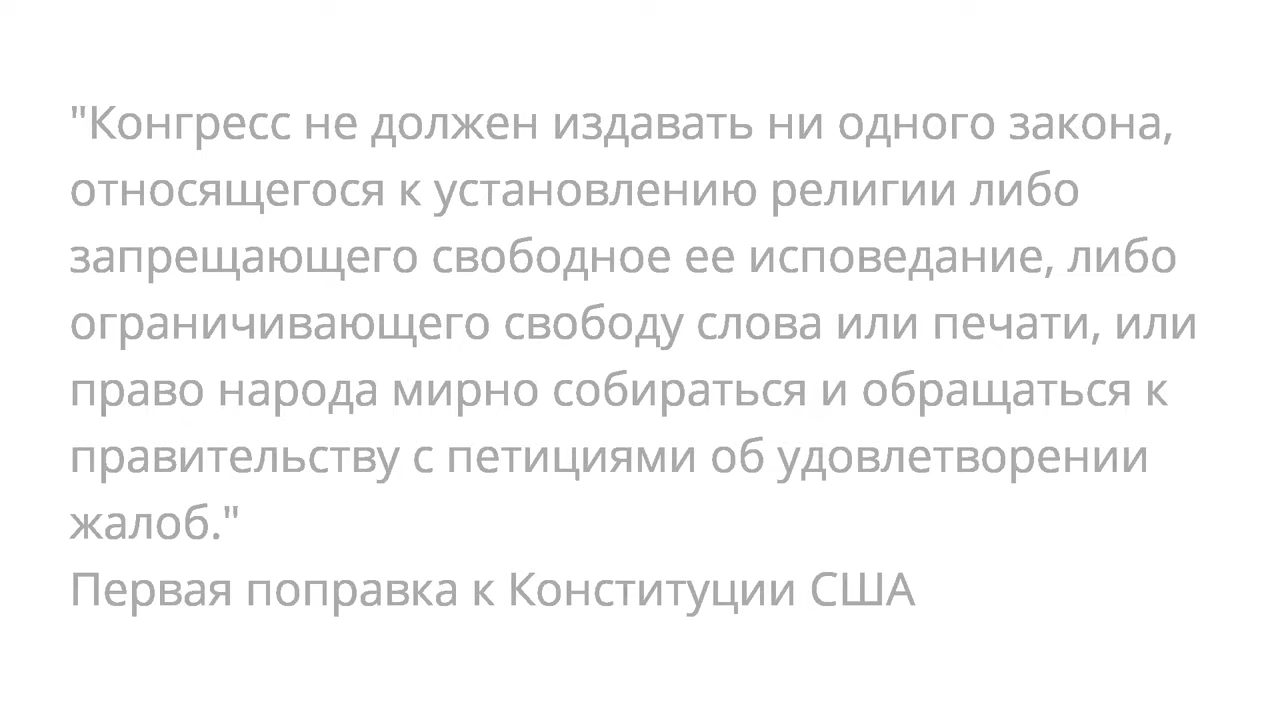 "Конгресс не должен издавать ни одного закона,
относящегося к установлению религии либо
запрещающего свободное ее исповедание, либо
ограничивающего свободу слова или печати, или
право народа мирно собираться и обращаться к
правительству с петициями об удовлетворении
жалоб."
Первая поправка к Конституции США